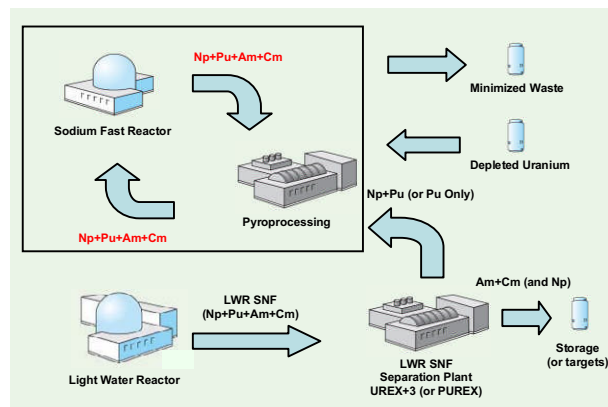 Np+Pu+Am+Cm
Sodium Fast Reactor
Minimized Waste
Depleted Uranium
Pyroprocessing
Np+Pu (or Pu Only)
Np+Pu+Am+Cm
LWR SNF
(Np+Pu+Am+Cm)
Am+Cm (and Np)
Light Water Reactor
LWR SNF
Separation Plant
UREX+3 (or PUREX)
Storage
(or targets)